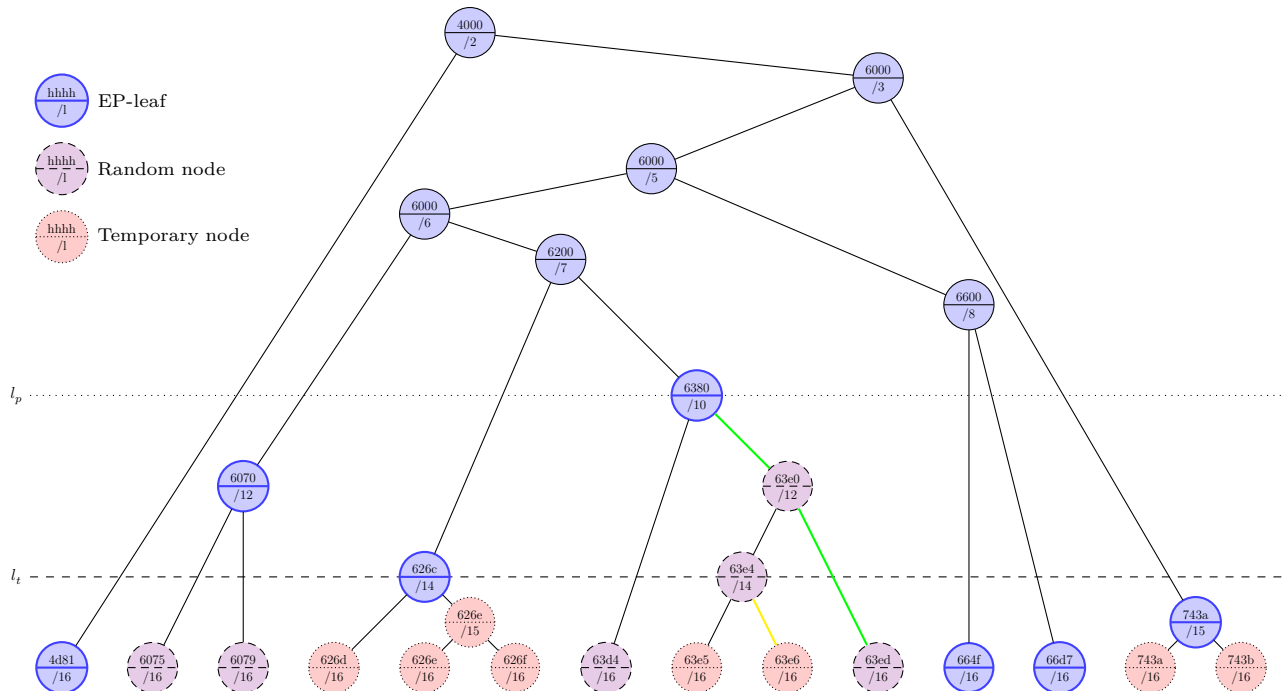 4000
/2
6000
/3
hhhh
/l
EP-leaf
hhhh
/l
Random node
6000
/5
6000
/6
hhhh
/l
Temporary node
6200
/7
6600
/8
l_p
6380
/10
6070
/12
63e0
/12
l_t
626c
/14
63e4
/14
626e
/15
743a
/15
4d81
/16
6075
/16
6079
/16
626d
/16
626e
/16
626f
/16
63d4
/16
63e5
/16
63e6
/16
63ed
/16
664f
/16
66d7
/16
743a
/16
743b
/16